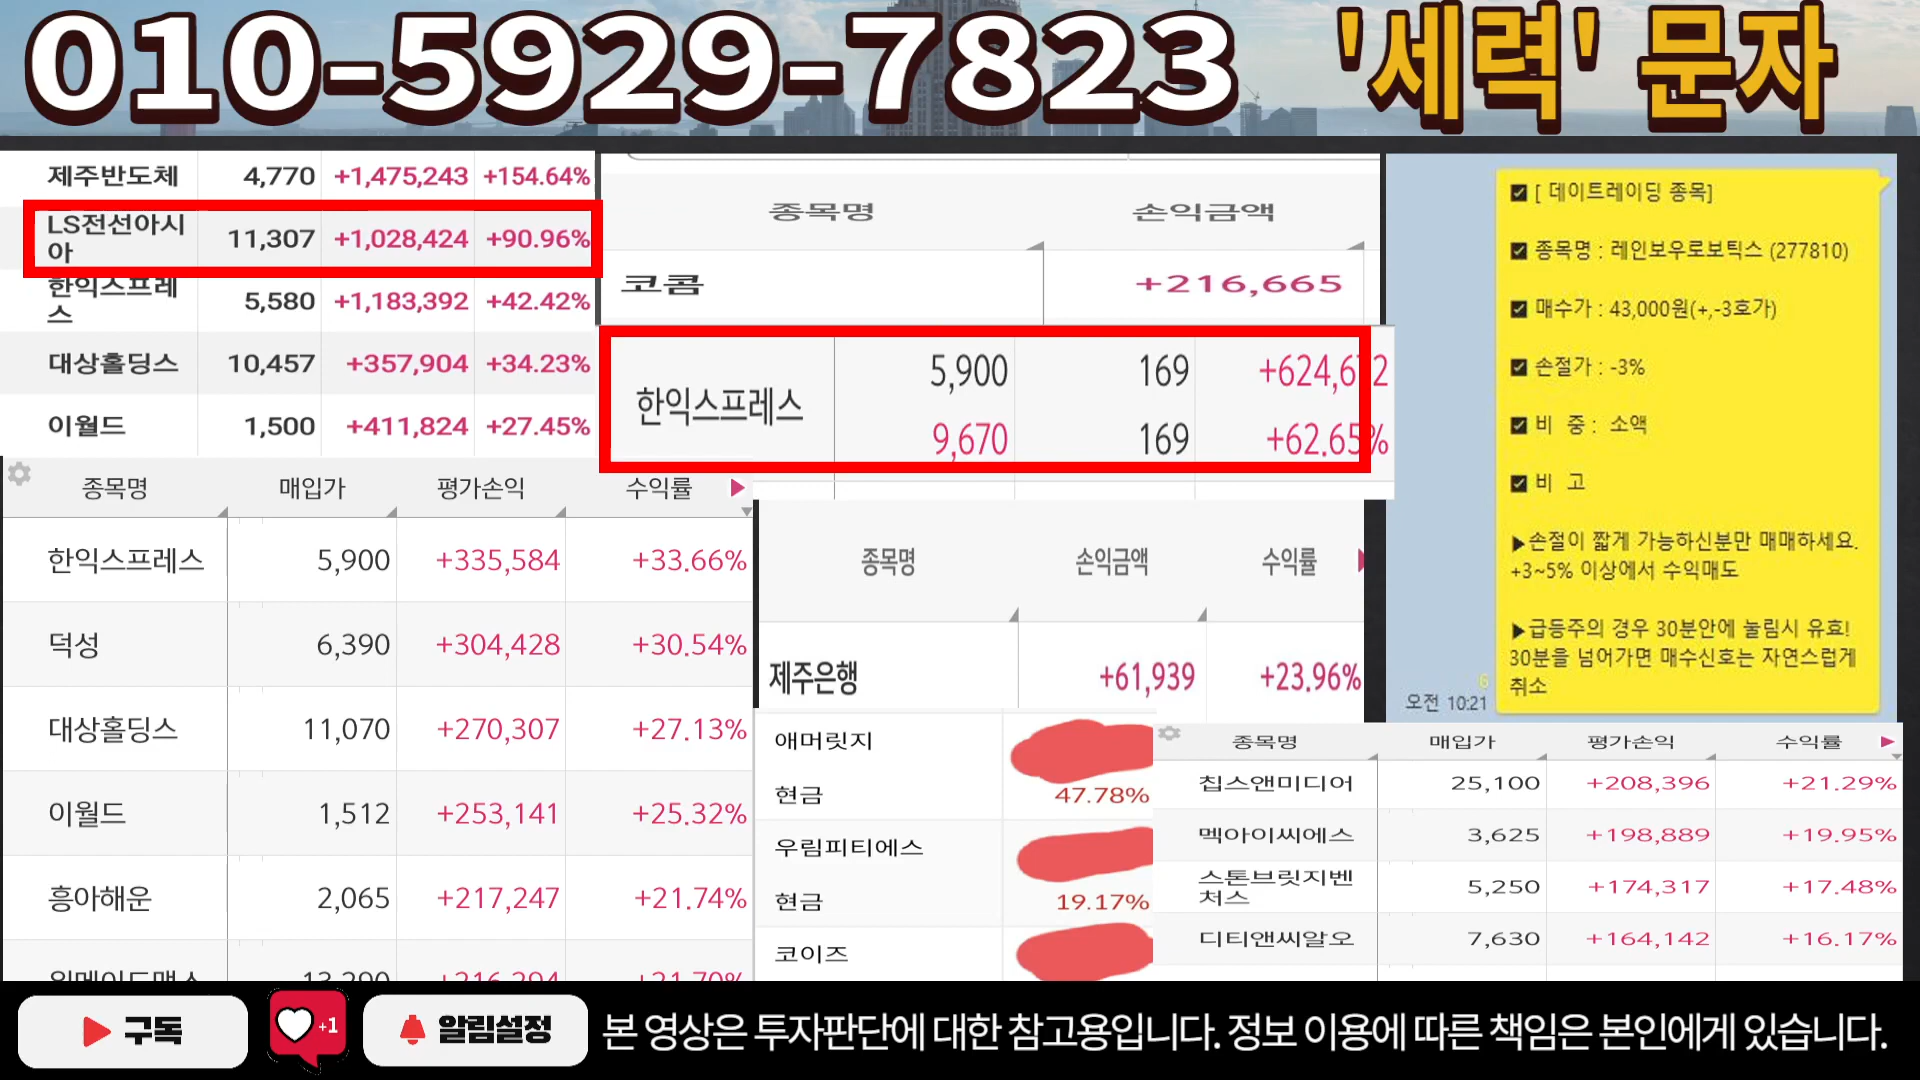 010-5929-7823 '세력' 문자
제주반도체 4,770 +1,475,243 +154.64%
LS전선아시아 11,307 +1,028,424 +90.96%
한익스프레스 5,580 +1,183,392 +42.42%
대상홀딩스 10,457 +357,904 +34.23%
이월드 1,500 +411,824 +27.45%
종목명 손익금액
코콤 +216,665
한익스프레스 5,900 169 +624,6 2
9,670 169 +62.65%
종목명 매입가 평가손익 수익률
한익스프레스 5,900 +335,584 +33.66%
덕성 6,390 +304,428 +30.54%
대상홀딩스 11,070 +270,307 +27.13%
이월드 1,512 +253,141 +25.32%
흥아해운 2,065 +217,247 +21.74%
종목명 손익금액 수익률
제주은행 +61,939 +23.96%
애머릿지
현금 47.78%
우림피티에스
현금 19.17%
코이즈
[ 데이트레이딩 종목]
종목명 : 레인보우로보틱스 (277810)
매수가 : 43,000원(+,-3호가)
손절가 : -3%
비 중 : 소액
비 고
▶손절이 짧게 가능하신분만 매매하세요.
+3~5% 이상에서 수익매도
▶급등주의 경우 30분안에 눌림시 유효!
30분을 넘어가면 매수신호는 자연스럽게
취소
6
오전 10:21
종목명 매입가 평가손익 수익률
칩스앤미디어 25,100 +208,396 +21.29%
멕아이씨에스 3,625 +198,889 +19.95%
스톤브릿지벤처스 5,250 +174,317 +17.48%
디티앤씨알오 7,630 +164,142 +16.17%
구독 +1 알림설정 본 영상은 투자판단에 대한 참고용입니다. 정보 이용에 따른 책임은 본인에게 있습니다.